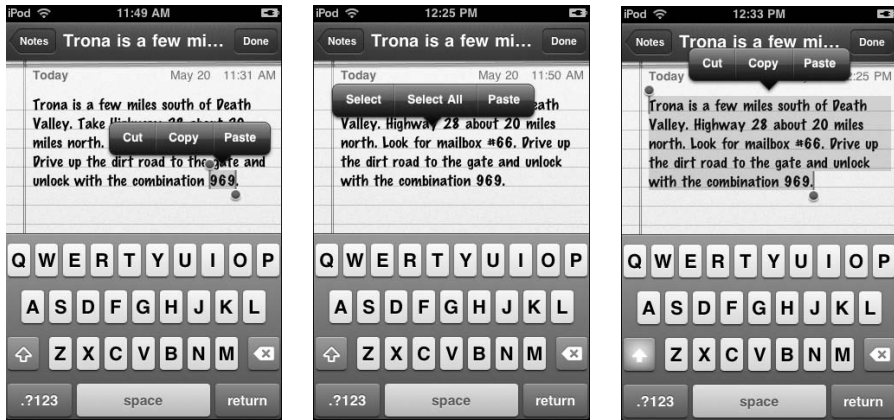 iPod 11:49 AM
Notes Trona is a few mi... Done
Today May 20 11:31 AM
Trona is a few miles south of Death
Valley. Take Highway 28 about 20
miles north.
Cut Copy Paste
Drive up the dirt road to the gate and
unlock with the combination 969.
Q W E R T Y U I O P
A S D F G H J K L
Z X C V B N M
.?123 space return
iPod 12:25 PM
Notes Trona is a few mi... Done
Today May 20 11:50 AM
Select Select All Paste
eath
Valley. Highway 28 about 20 miles
north. Look for mailbox #66. Drive up
the dirt road to the gate and unlock
with the combination 969.
Q W E R T Y U I O P
A S D F G H J K L
Z X C V B N M
.?123 space return
iPod 12:33 PM
Notes Trona is a few mi... Done
Cut Copy Paste
Today :25 PM
Trona is a few miles south of Death
Valley. Highway 28 about 20 miles
north. Look for mailbox #66. Drive up
the dirt road to the gate and unlock
with the combination 969.
Q W E R T Y U I O P
A S D F G H J K L
Z X C V B N M
.?123 space return